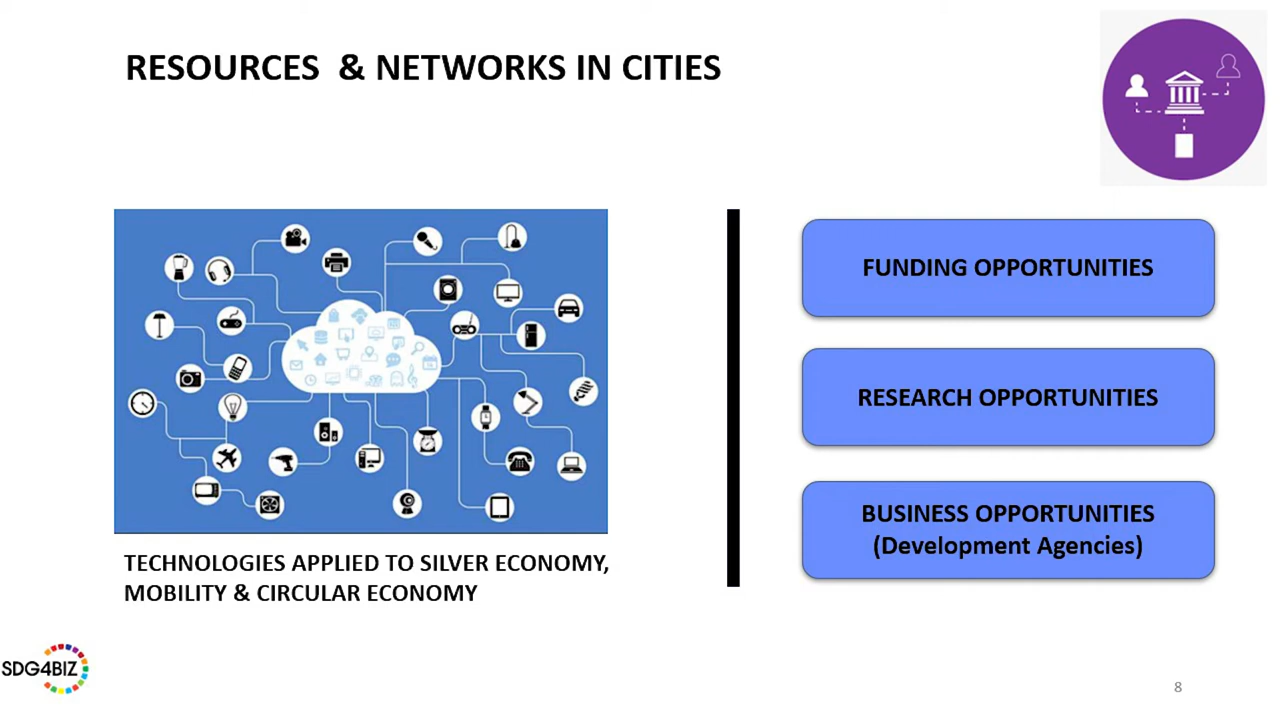 RESOURCES & NETWORKS IN CITIES
FUNDING OPPORTUNITIES
RESEARCH OPPORTUNITIES
BUSINESS OPPORTUNITIES
(Development Agencies)
TECHNOLOGIES APPLIED TO SILVER ECONOMY,
MOBILITY & CIRCULAR ECONOMY
SDG4BIZ
8